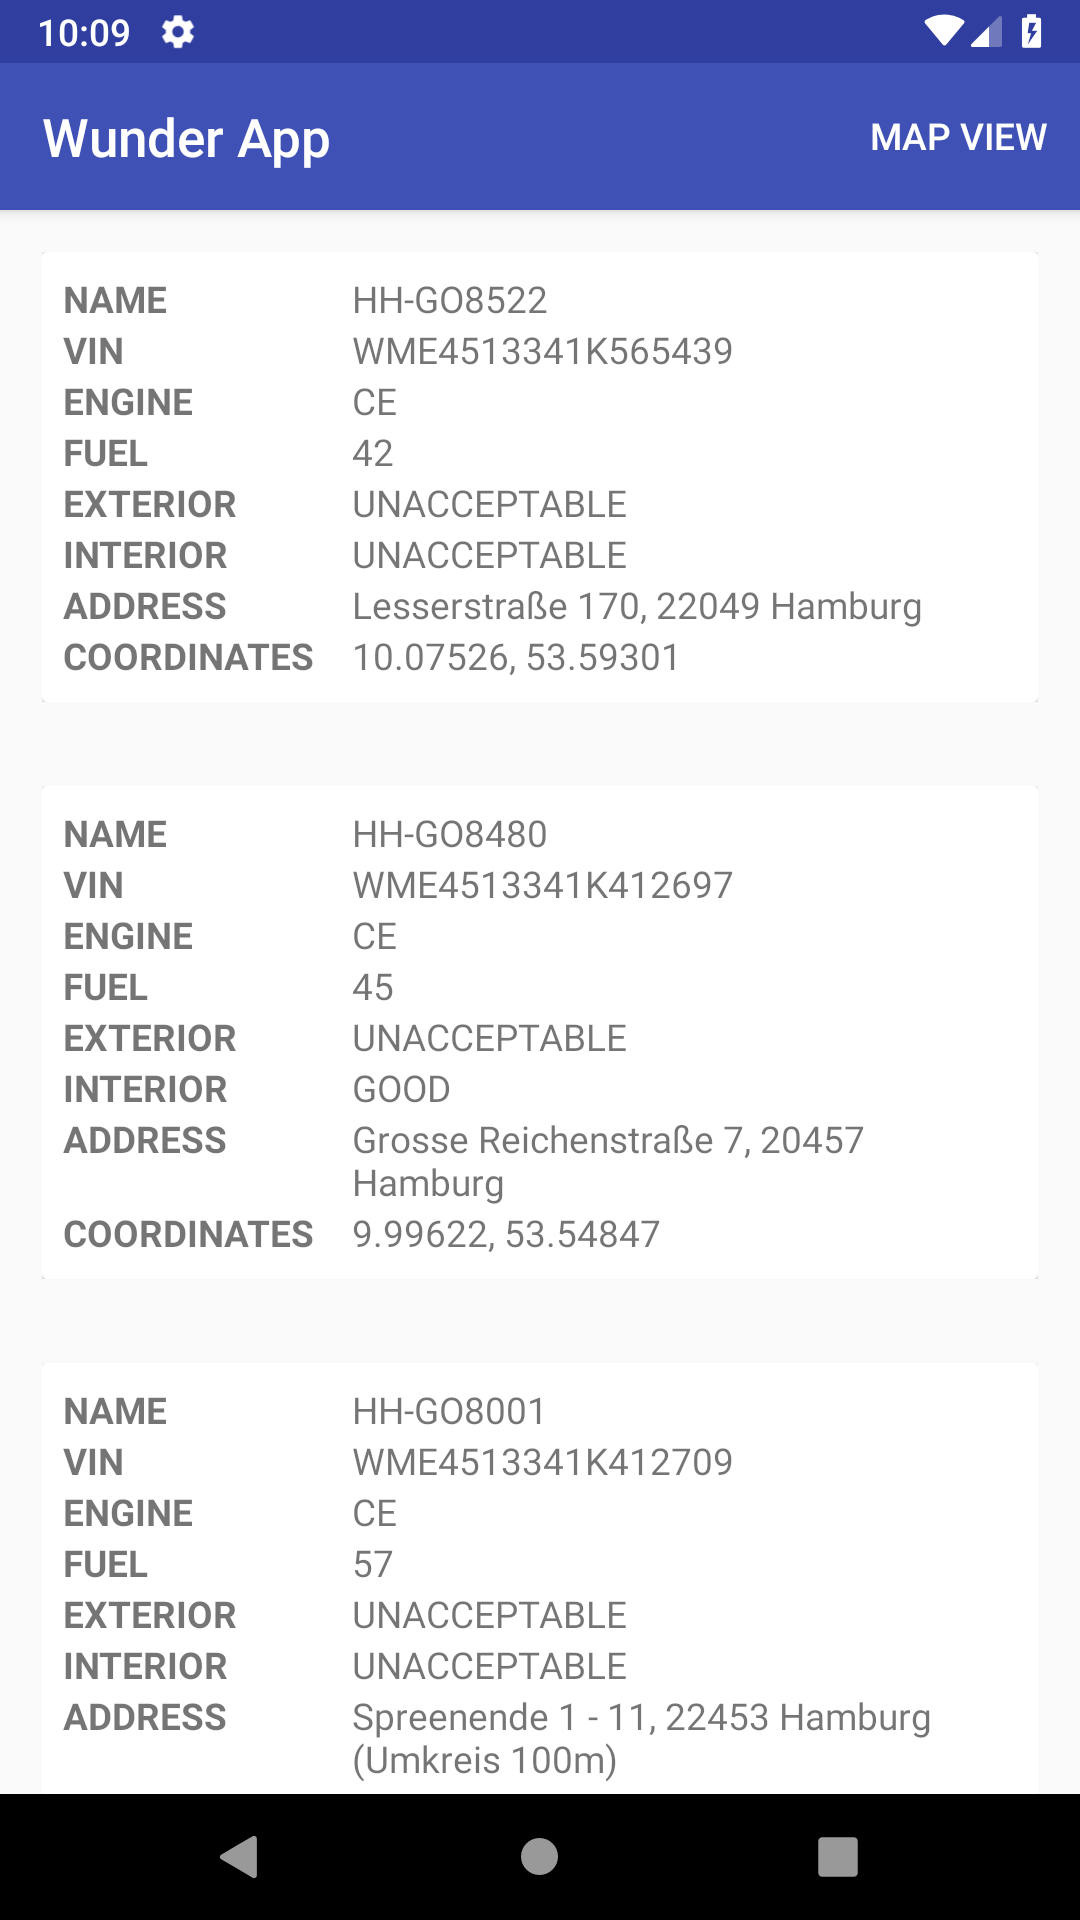 10:09
Wunder App MAP VIEW
NAME HH-GO8522
VIN WME4513341K565439
ENGINE CE
FUEL 42
EXTERIOR UNACCEPTABLE
INTERIOR UNACCEPTABLE
ADDRESS Lesserstraße 170, 22049 Hamburg
COORDINATES 10.07526, 53.59301
NAME HH-GO8480
VIN WME4513341K412697
ENGINE CE
FUEL 45
EXTERIOR UNACCEPTABLE
INTERIOR GOOD
ADDRESS Grosse Reichenstraße 7, 20457
Hamburg
COORDINATES 9.99622, 53.54847
NAME HH-GO8001
VIN WME4513341K412709
ENGINE CE
FUEL 57
EXTERIOR UNACCEPTABLE
INTERIOR UNACCEPTABLE
ADDRESS Spreenende 1 - 11, 22453 Hamburg
(Umkreis 100m)